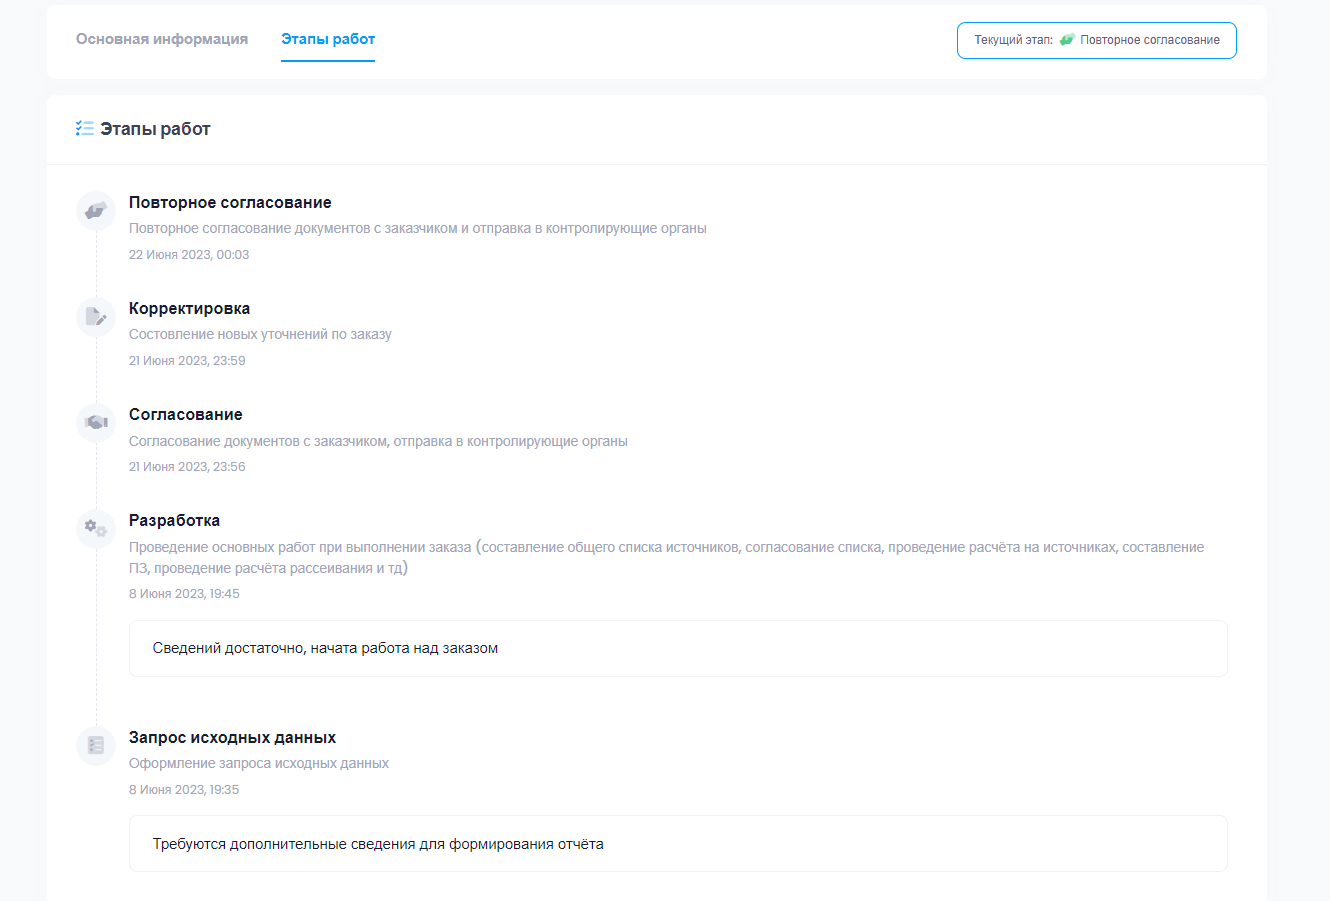 Основная информация
Этапы работ
Текущий этап: Повторное согласование
Этапы работ
Повторное согласование
Повторное согласование документов с заказчиком и отправка в контролирующие органы
22 Июня 2023, 00:03
Корректировка
Состовление новых уточнений по заказу
21 Июня 2023, 23:59
Согласование
Согласование документов с заказчиком, отправка в контролирующие органы
21 Июня 2023, 23:56
Разработка
Проведение основных работ при выполнении заказа (составление общего списка источников, согласование списка, проведение расчёта на источниках, составление
ПЗ, проведение расчёта рассеивания и тд)
8 Июня 2023, 19:45
Сведений достаточно, начата работа над заказом
Запрос исходных данных
Оформление запроса исходных данных
8 Июня 2023, 19:35
Требуются дополнительные сведения для формирования отчёта